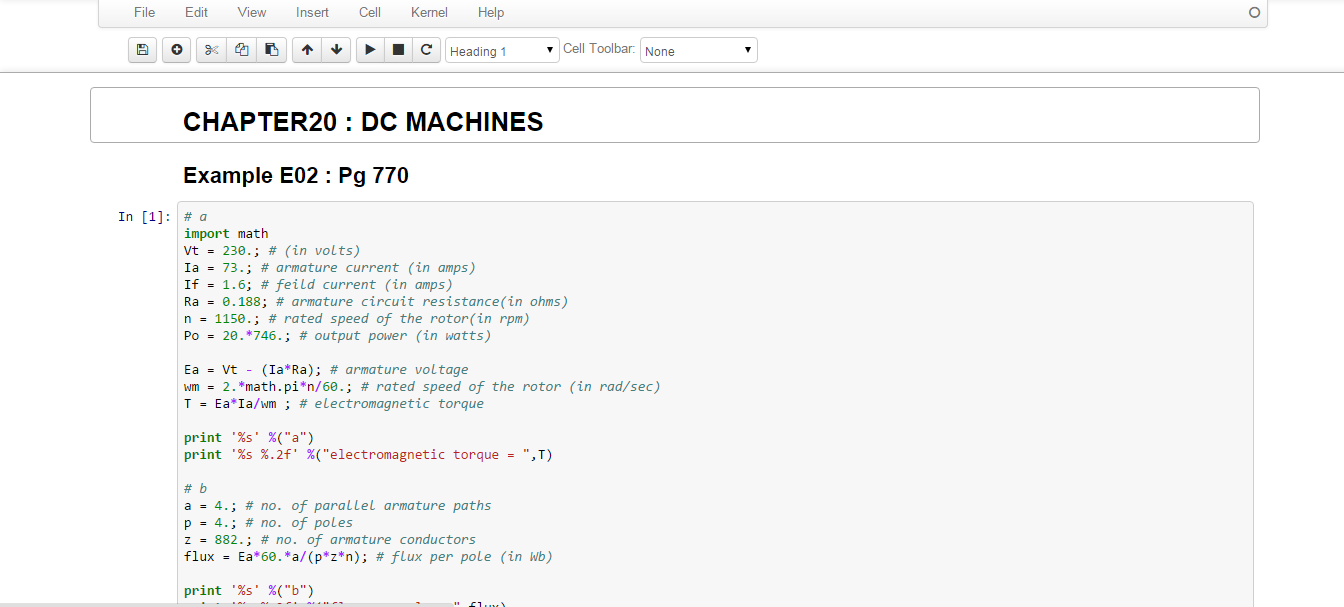 File Edit View Insert Cell Kernel Help
Heading 1 Cell Toolbar: None
CHAPTER20 : DC MACHINES
Example E02 : Pg 770
In [1]: # a
import math
Vt = 230.; # (in volts)
Ia = 73.; # armature current (in amps)
If = 1.6; # feild current (in amps)
Ra = 0.188; # armature circuit resistance(in ohms)
n = 1150.; # rated speed of the rotor(in rpm)
Po = 20.*746.; # output power (in watts)
Ea = Vt - (Ia*Ra); # armature voltage
wm = 2.*math.pi*n/60.; # rated speed of the rotor (in rad/sec)
T = Ea*Ia/wm ; # electromagnetic torque
print '%s' %("a")
print '%s %.2f' %("electromagnetic torque = ",T)
# b
a = 4.; # no. of parallel armature paths
p = 4.; # no. of poles
z = 882.; # no. of armature conductors
flux = Ea*60.*a/(p*z*n); # flux per pole (in Wb)
print '%s' %("b")